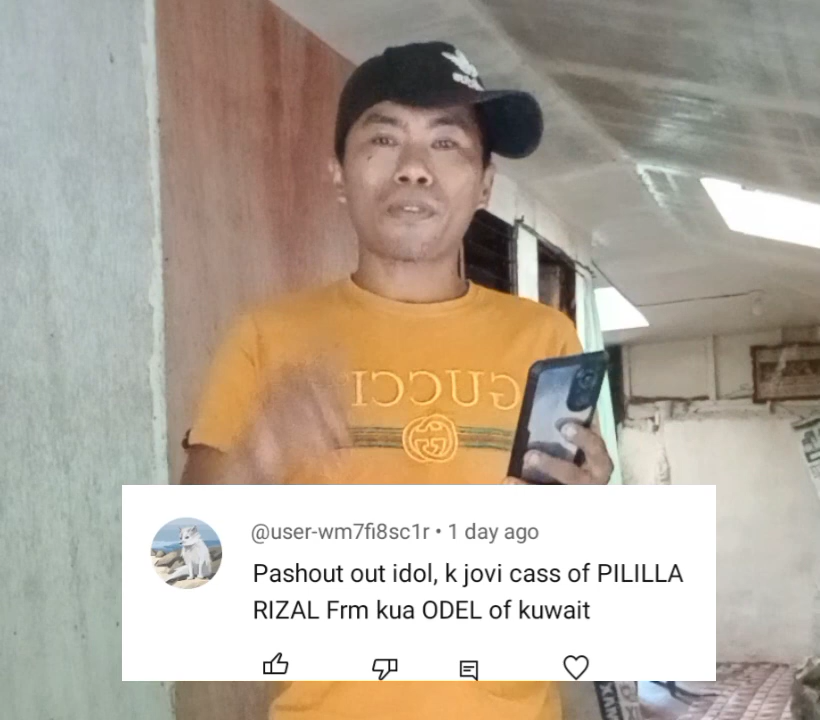 GUCCI
@user-wm7fi8sc1r • 1 day ago
Pashout out idol, k jovi cass of PILILLA
RIZAL Frm kua ODEL of kuwait